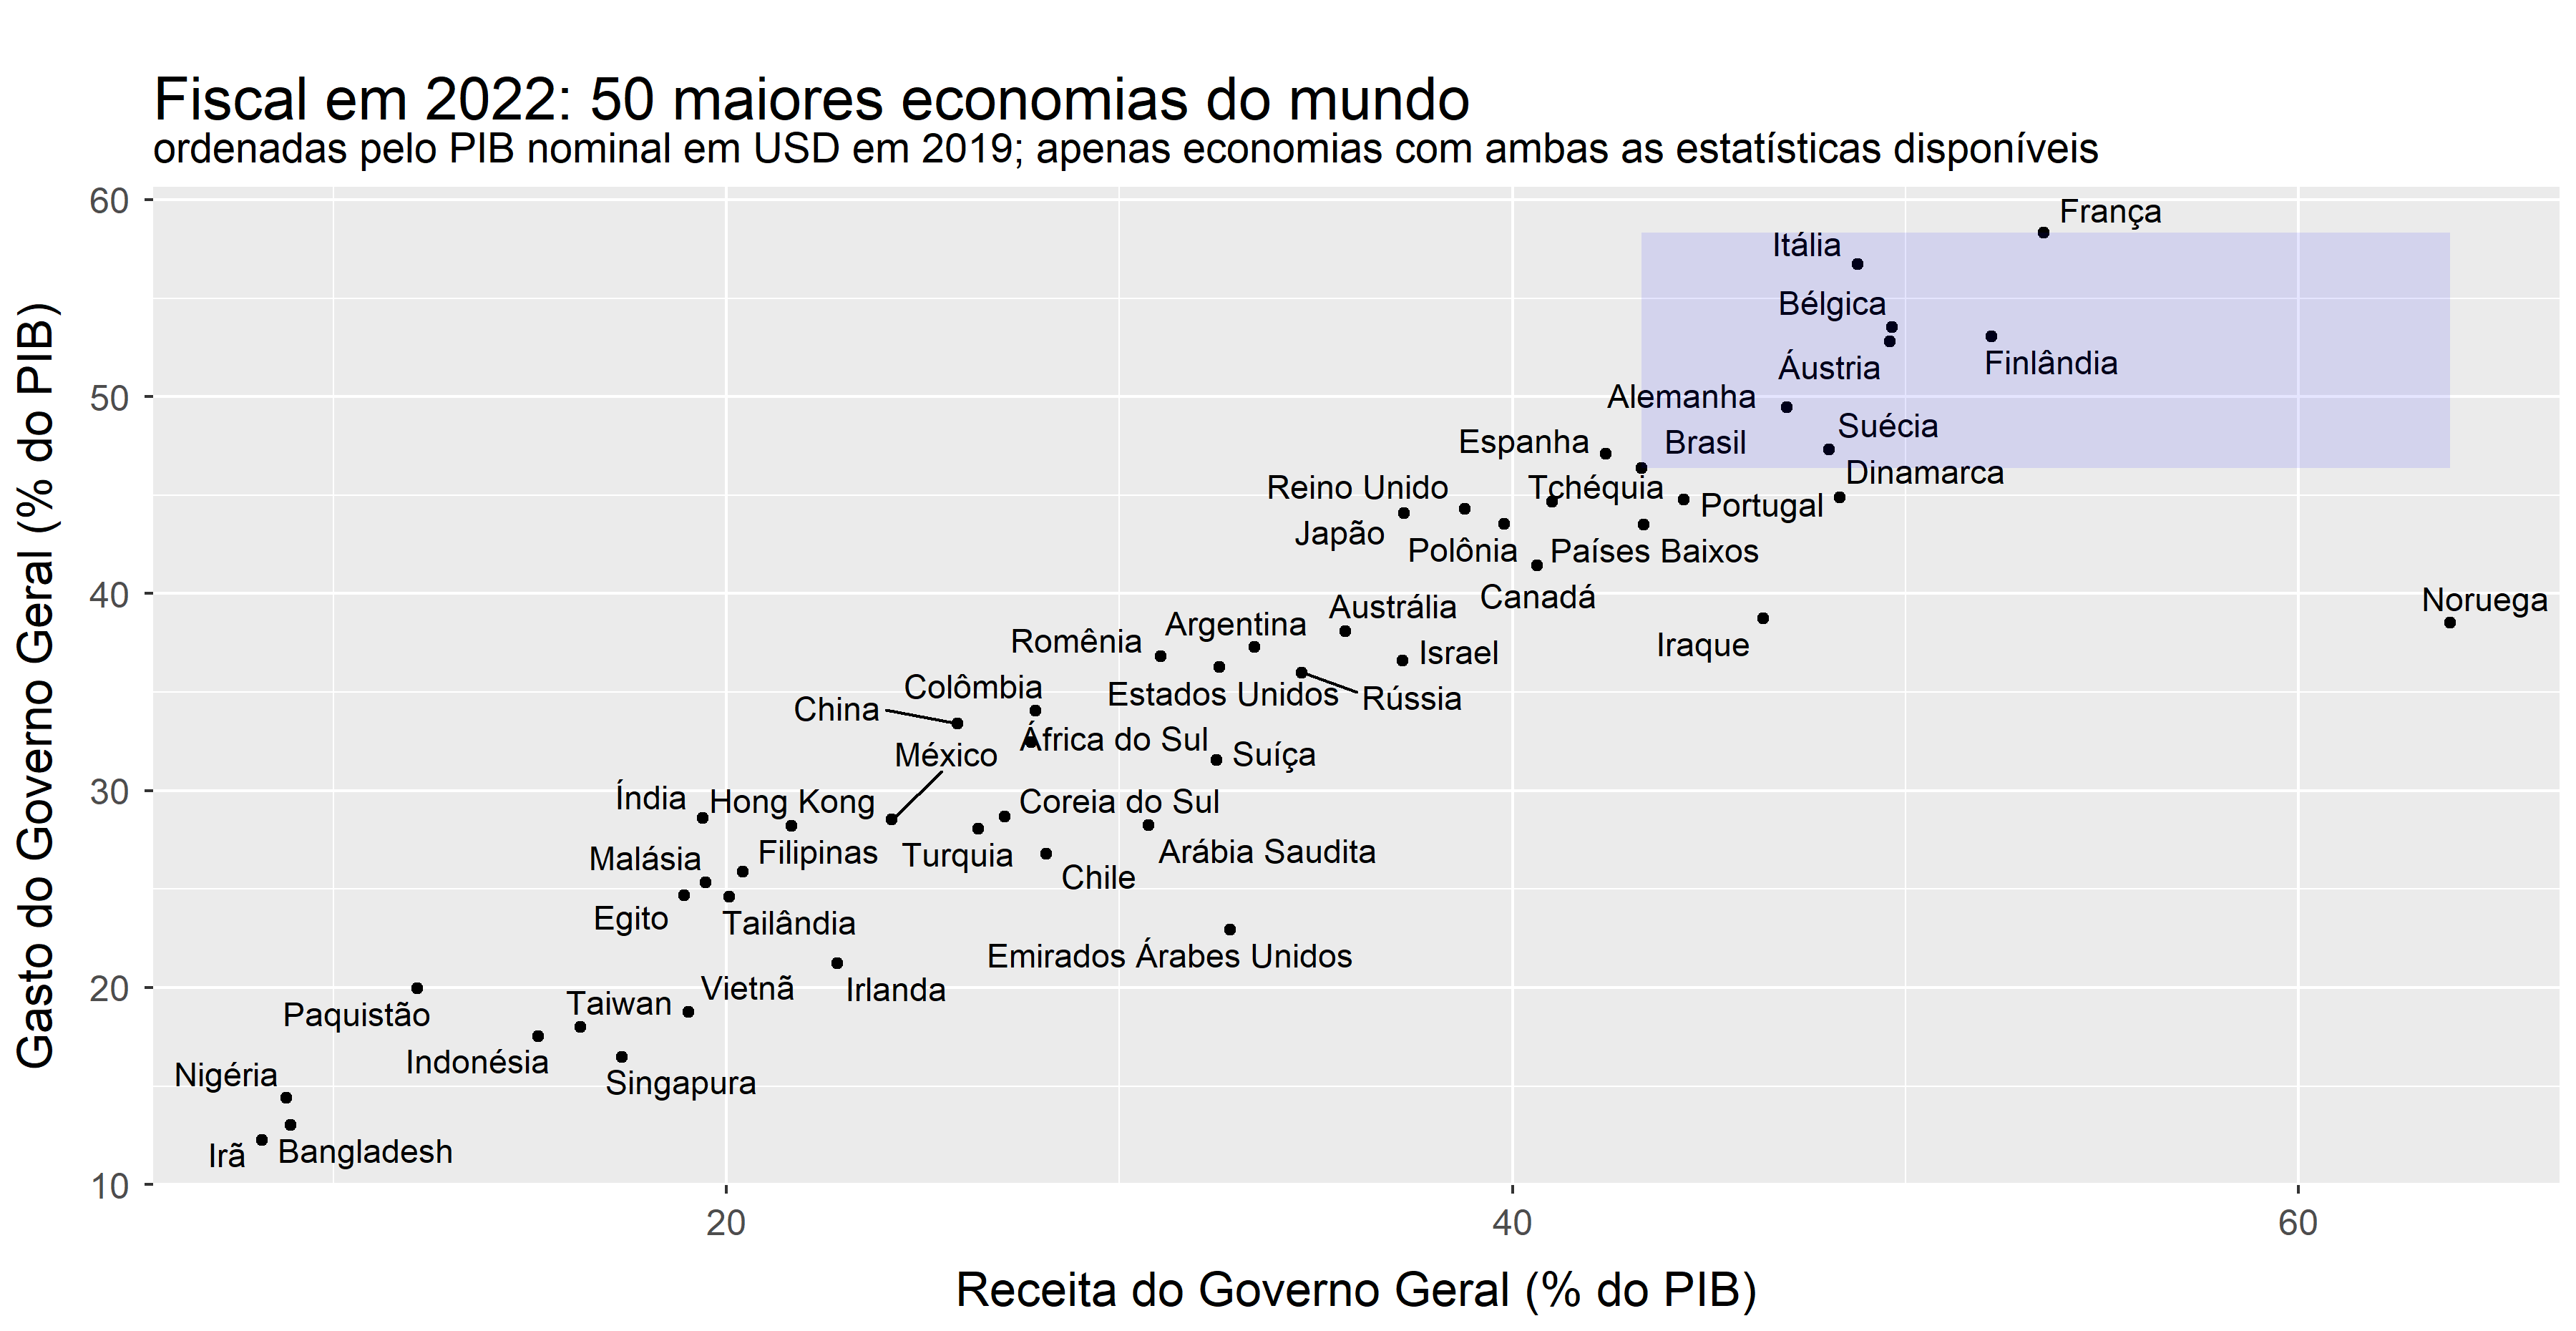 Fiscal em 2022: 50 maiores economias do mundo
ordenadas pelo PIB nominal em USD em 2019; apenas economias com ambas as estatísticas disponíveis
Gasto do Governo Geral (% do PIB)
60
50
40
30
20
10
França
Itália
Bélgica
Áustria
Finlândia
Alemanha
Suécia
Espanha
Brasil
Dinamarca
Reino Unido
Tchéquia
Portugal
Japão
Polônia
Países Baixos
Canadá
Noruega
Austrália
Argentina
Romênia
Israel
Iraque
Colômbia
Estados Unidos
Rússia
China
África do Sul
México
Suíça
Índia
Hong Kong
Coreia do Sul
Malásia
Filipinas
Turquia
Arábia Saudita
Chile
Egito
Tailândia
Emirados Árabes Unidos
Vietnã
Irlanda
Taiwan
Paquistão
Indonésia
Singapura
Nigéria
Irã
Bangladesh
20
40
60
Receita do Governo Geral (% do PIB)